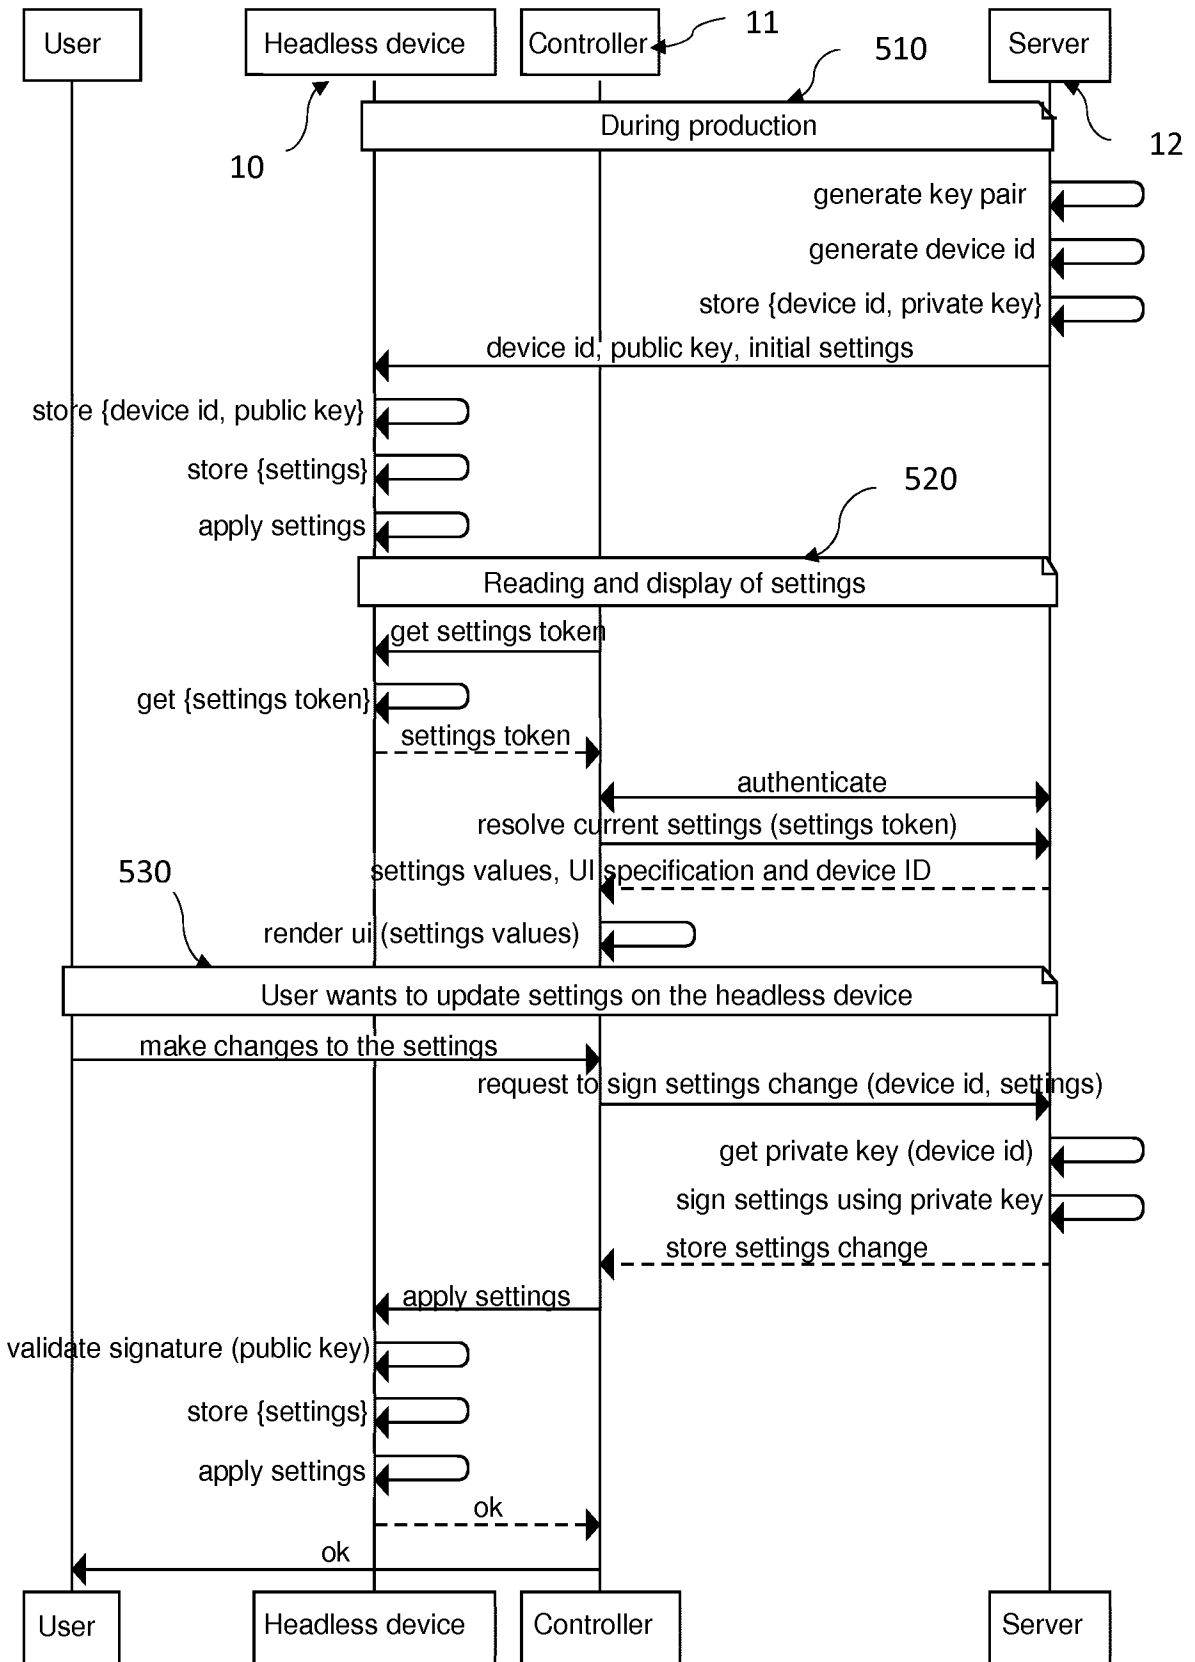 User
Headless device
Controller
11
510
Server
10
During production
12
generate key pair
generate device id
store {device id, private key}
device id, public key, initial settings
store {device id, public key}
store {settings}
520
apply settings
Reading and display of settings
get settings token
get {settings token}
settings token
authenticate
resolve current settings (settings token)
530
settings values, UI specification and device ID
render ui (settings values)
User wants to update settings on the headless device
make changes to the settings
request to sign settings change (device id, settings)
get private key (device id)
sign settings using private key
store settings change
apply settings
validate signature (public key)
store {settings}
apply settings
ok
ok
User
Headless device
Controller
Server